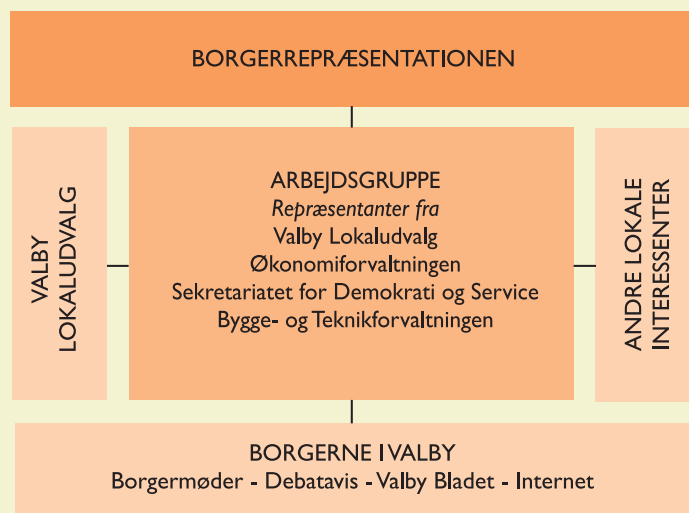 BORGERREPRÆSENTATIONEN
VALBY
LOKALUDVALG
ARBEJDSGRUPPE
Repræsentanter fra
Valby Lokaludvalg
Økonomiforvaltningen
Sekretariatet for Demokrati og Service
Bygge- og Teknikforvaltningen
ANDRE LOKALE
INTERESSENTER
BORGERNE I VALBY
Borgermøder - Debatavis - Valby Bladet - Internet